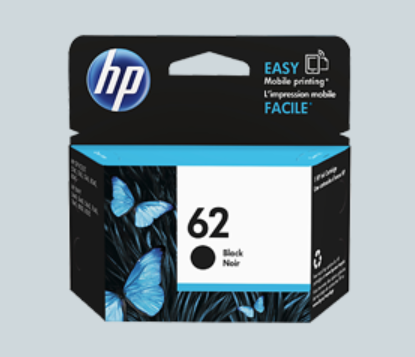 hp
EASY
Mobile printing*
L'impression mobile
FACILE*
62
Black
Noir